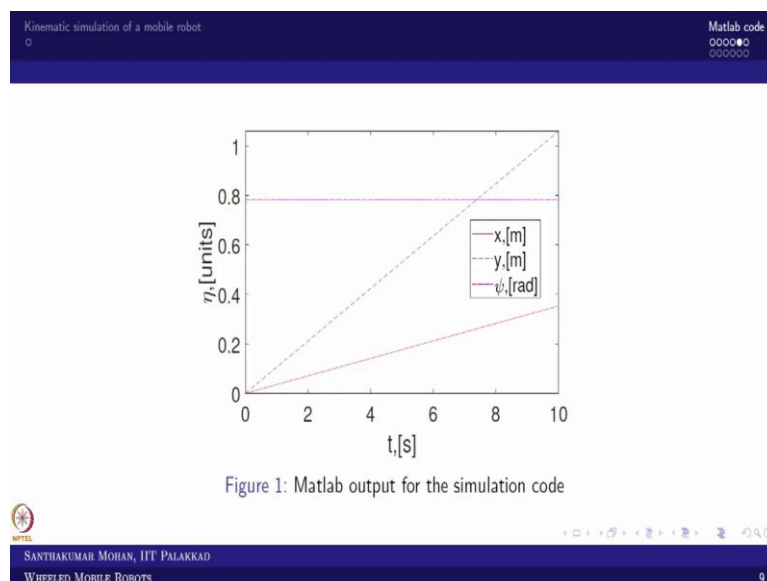 Kinematic simulation of a mobile robot
Matlab code
1
0.8
0.6
0.4
0.2
0
η,[units]
x,[m]
y,[m]
ψ,[rad]
0 2 4 6 8 10
t,[s]
Figure 1: Matlab output for the simulation code
NPTEL
SANTHAKUMAR MOHAN, IIT PALAKKAD
WHEELED MOBILE ROBOTS
9